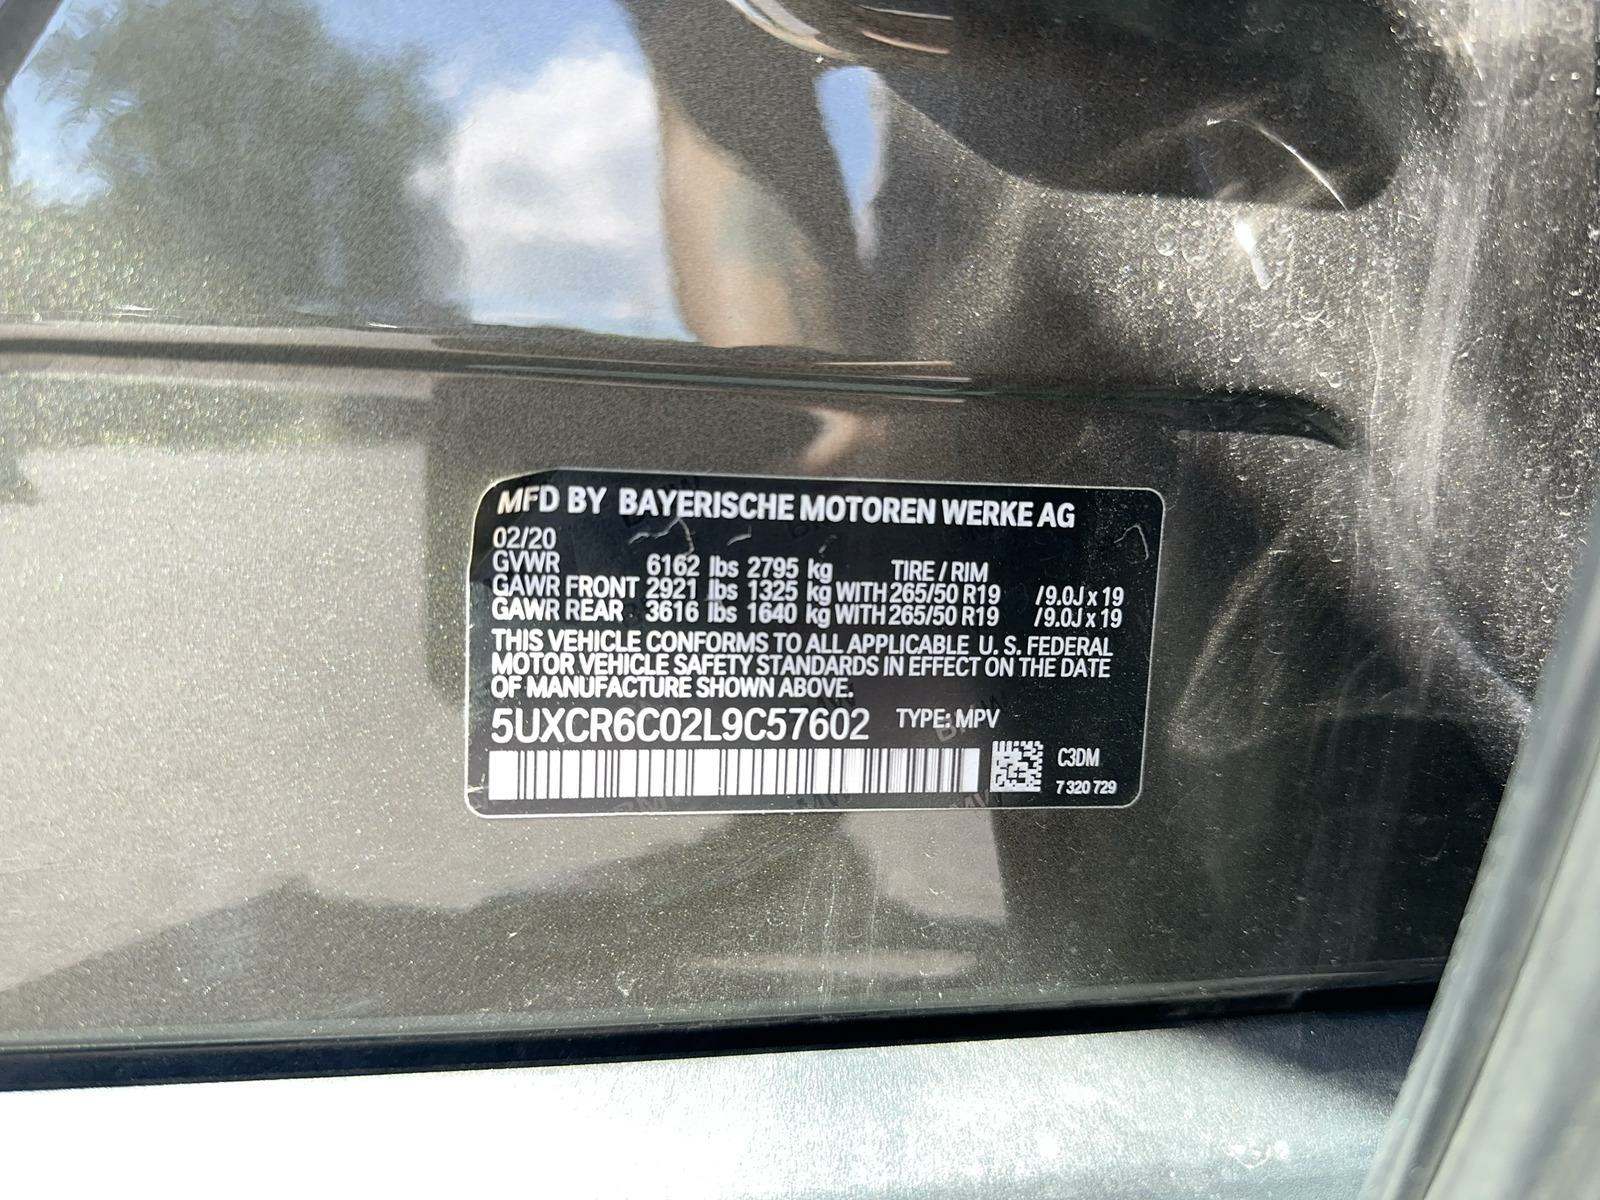 MFD BY BAYERISCHE MOTOREN WERKE AG
02/20
GVWR 6162 lbs 2795 kg TIRE / RIM
GAWR FRONT 2921 lbs 1325 kg WITH 265/50 R19 / 9.0J x 19
GAWR REAR 3616 lbs 1640 kg WITH 265/50 R19 / 9.0J x 19
THIS VEHICLE CONFORMS TO ALL APPLICABLE U. S. FEDERAL
MOTOR VEHICLE SAFETY STANDARDS IN EFFECT ON THE DATE
OF MANUFACTURE SHOWN ABOVE.
5UXCR6C02L9C57602 TYPE: MPV
C3DM
7 320 729